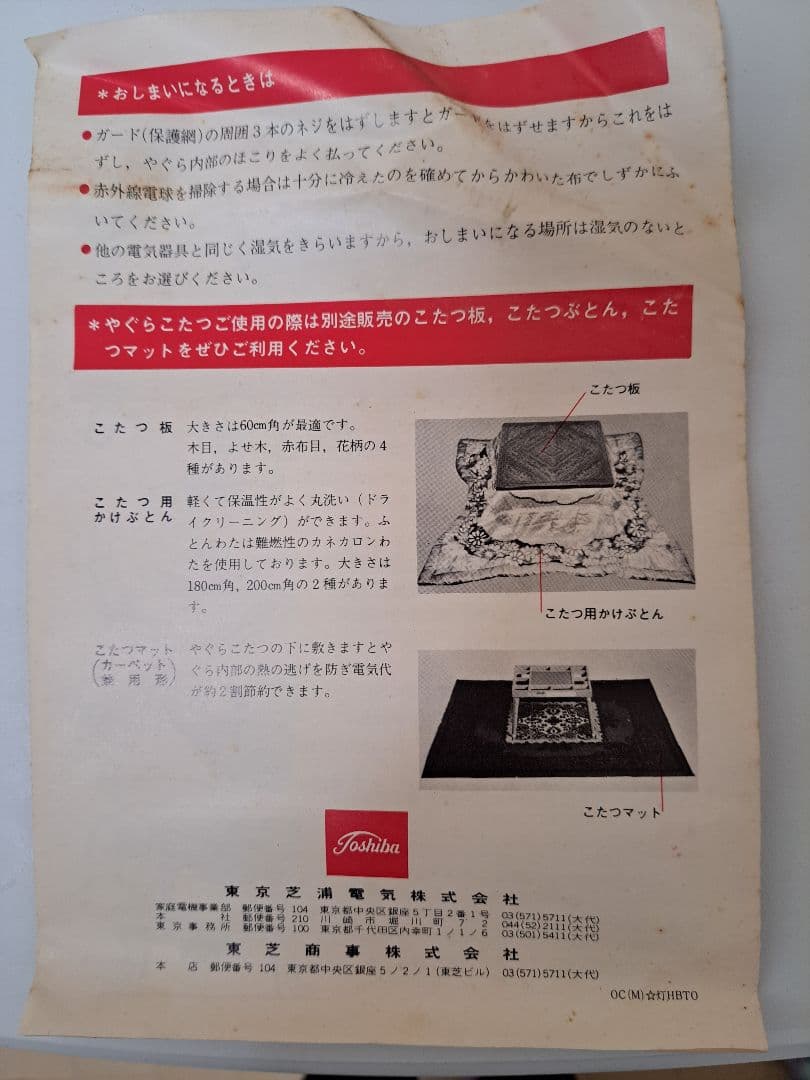 ＊おしまいになるときは
●ガード(保護網)の周囲3本のネジをはずしますとガードをはずせますからこれをは
ずし，やぐら内部のほこりをよく払ってください。
●赤外線電球を掃除する場合は十分に冷えたのを確めてからかわいた布でしずかにふ
いてください。
●他の電気器具と同じく湿気をきらいますから，おしまいになる場所は湿気のないと
ころをお選びください。
＊やぐらこたつご使用の際は別途販売のこたつ板，こたつぶとん，こた
つマットをぜひご利用ください。
こたつ板
こたつ板 大きさは60cm角が最適です。
木目，よせ木，赤布目，花柄の4
種があります。
こたつ用
かけぶとん
軽くて保温性がよく丸洗い（ドラ
イクリーニング）ができます。ふ
とんわたは難燃性のカネカロンわ
たを使用しております。大きさは
180cm角，200cm角の2種がありま
す。
こたつ用かけぶとん
こたつマット
(カーペット)
兼用形
やぐらこたつの下に敷きますとや
ぐら内部の熱の逃げを防ぎ電気代
が約2割節約できます。
こたつマット
Toshiba
東京芝浦電気株式会社
家庭電機事業部 郵便番号 104 東京都中央区銀座5丁目2番1号 03(571)5711(大代)
本社 郵便番号 210 川崎市堀川町72 044(52)2111(大代)
東京事務所 郵便番号 100 東京都千代田区内幸町1/1/6 03(501)5411(大代)
東芝商事株式会社
本店 郵便番号 104 東京都中央区銀座5/2/1(東芝ビル) 03(571)5711(大代)
OC(M)☆灯HBTO